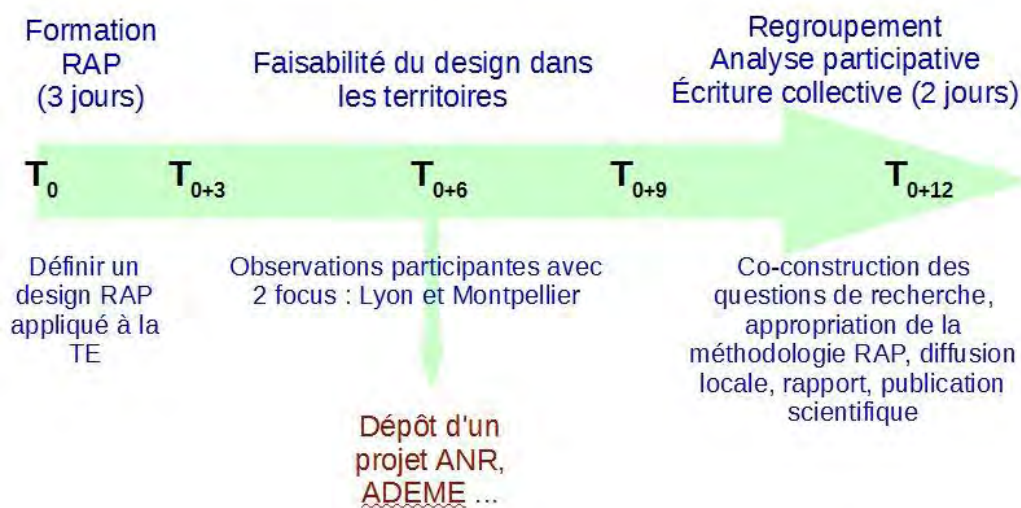 Formation
RAP
(3 jours)
Faisabilité du design dans
les territoires
Regroupement
Analyse participative
Écriture collective (2 jours)
T0
T0+3
T0+6
T0+9
T0+12
Définir un
design RAP
appliqué à la
TE
Observations participantes avec
2 focus : Lyon et Montpellier
Co-construction des
questions de recherche,
appropriation de la
méthodologie RAP, diffusion
locale, rapport, publication
scientifique
Dépôt d'un
projet ANR,
ADEME ...